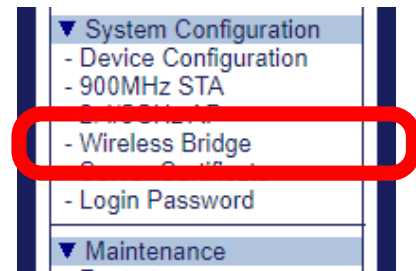 ▼ System Configuration
- Device Configuration
- 900MHz STA
- Wireless Bridge
- Login Password
▼ Maintenance